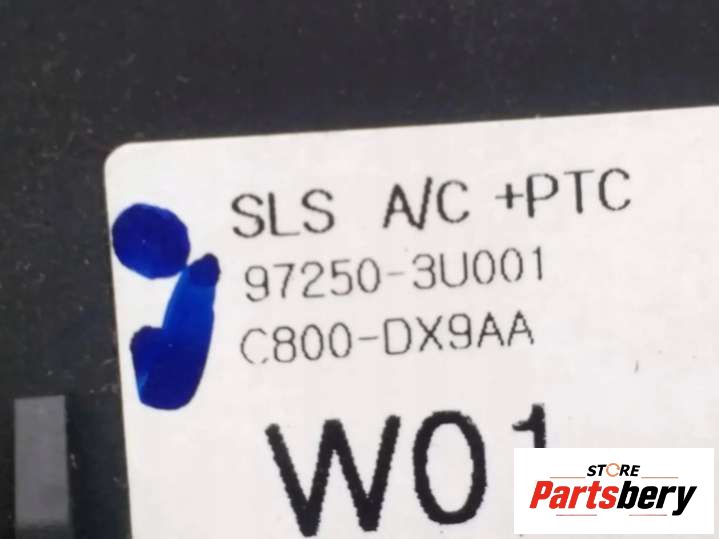 SLS A/C +PTC
97250-3U001
C800-DX9AA
W01
STORE
Partsbery